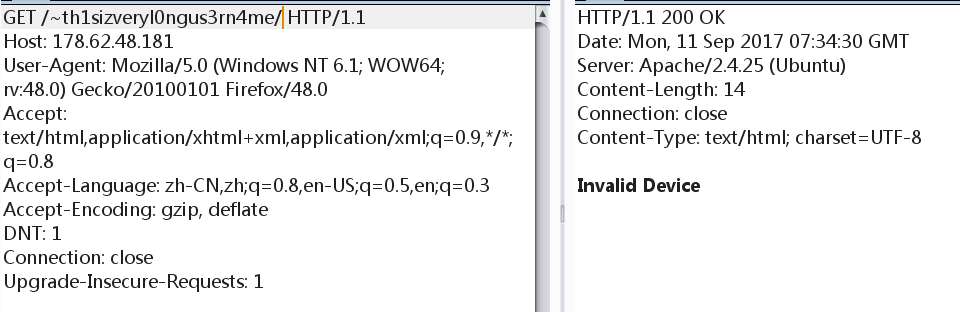 GET /~th1sizveryl0ngus3rn4me/ HTTP/1.1
Host: 178.62.48.181
User-Agent: Mozilla/5.0 (Windows NT 6.1; WOW64;
rv:48.0) Gecko/20100101 Firefox/48.0
Accept:
text/html,application/xhtml+xml,application/xml;q=0.9,*/*;
q=0.8
Accept-Language: zh-CN,zh;q=0.8,en-US;q=0.5,en;q=0.3
Accept-Encoding: gzip, deflate
DNT: 1
Connection: close
Upgrade-Insecure-Requests: 1
HTTP/1.1 200 OK
Date: Mon, 11 Sep 2017 07:34:30 GMT
Server: Apache/2.4.25 (Ubuntu)
Content-Length: 14
Connection: close
Content-Type: text/html; charset=UTF-8
Invalid Device